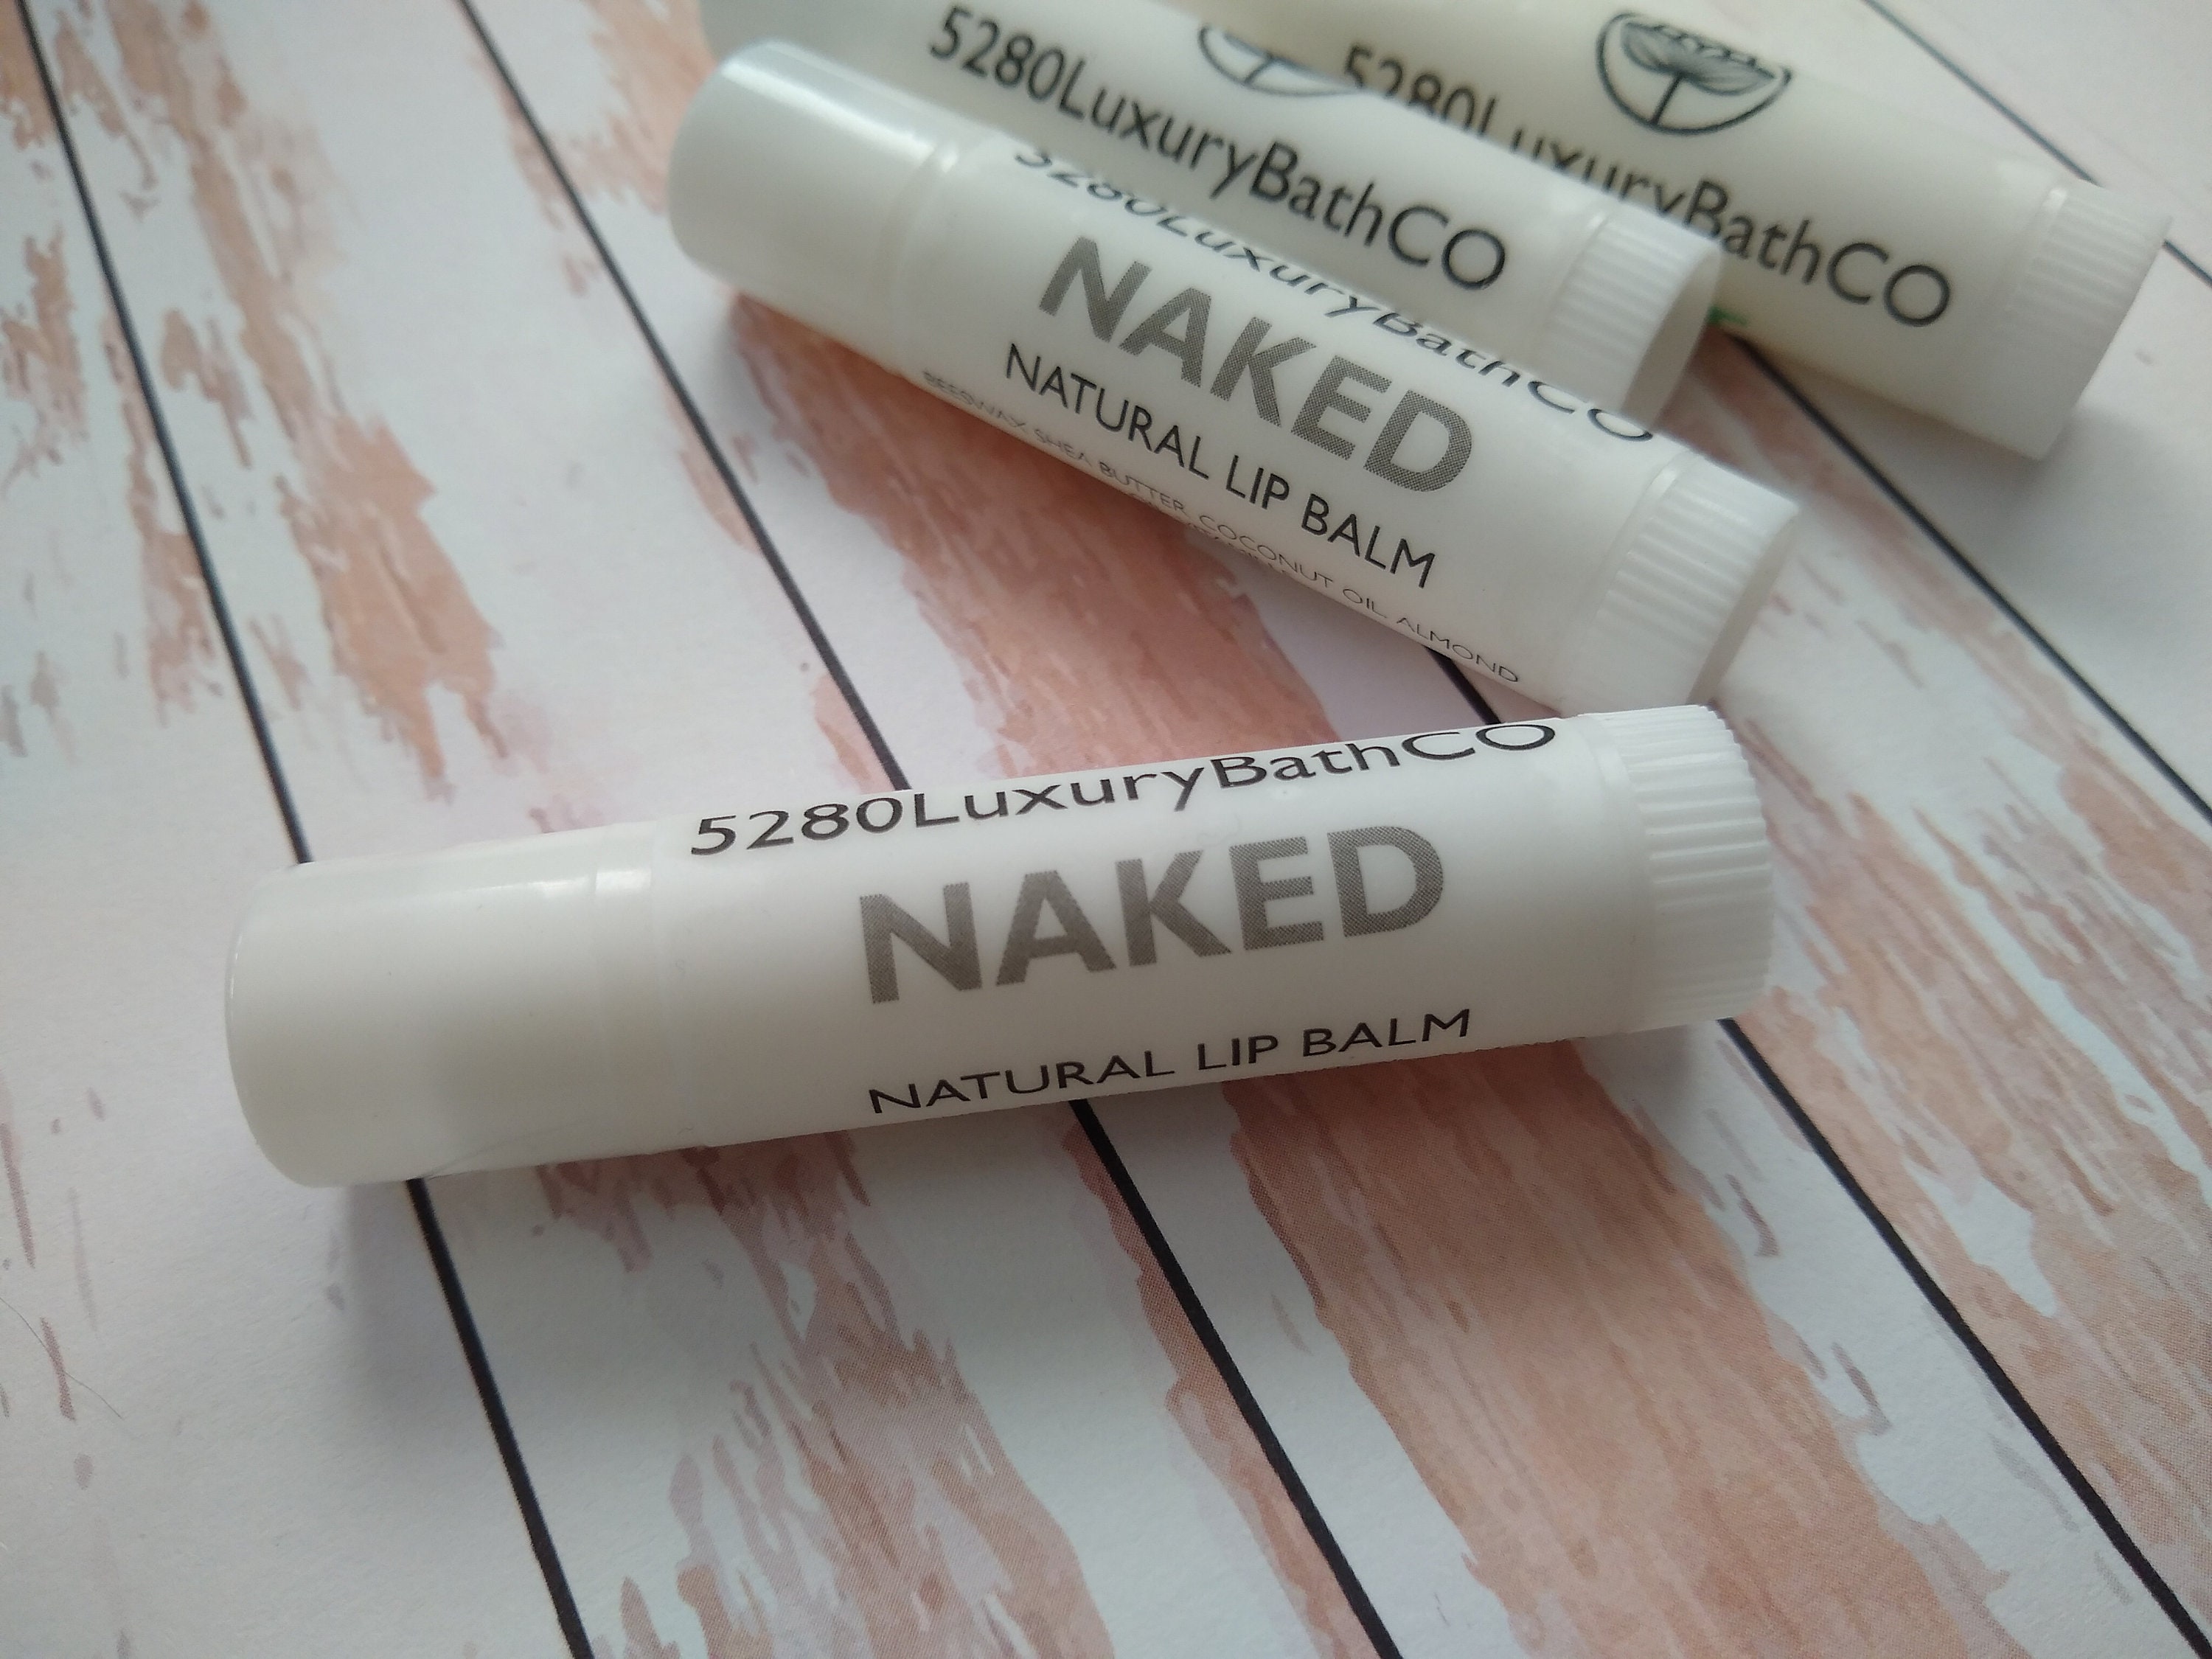 5280LuxuryBathCO
5280LuxuryBathCO
5280LuxuryBathCO
NAKED
NATURAL LIP BALM
BEESWAX, SHEA BUTTER, COCONUT OIL, ALMOND
5280LuxuryBathCO
NAKED
NATURAL LIP BALM